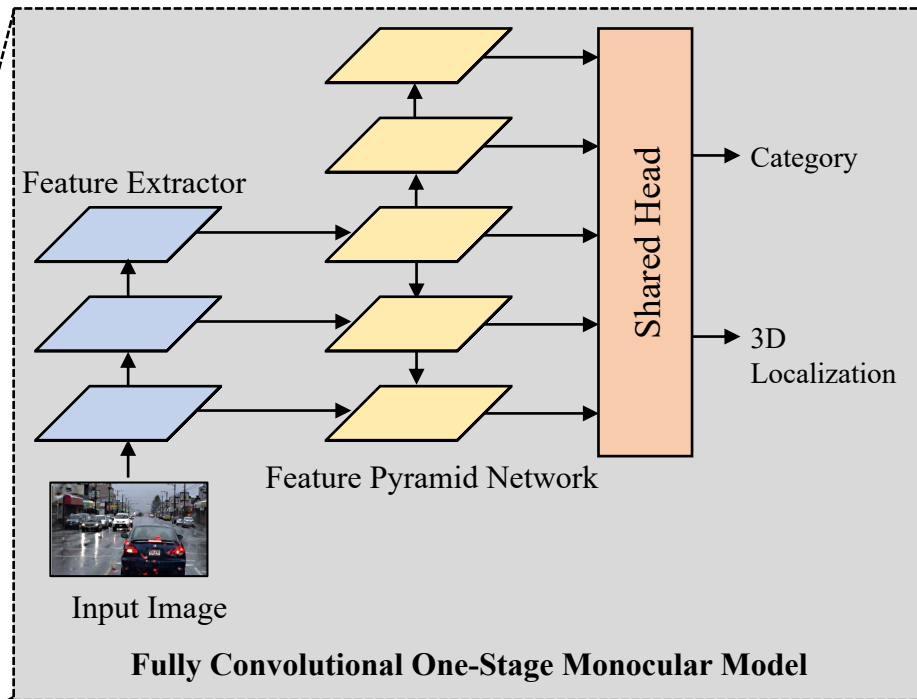 Feature Extractor
Shared Head
Category
3D
Localization
Feature Pyramid Network
Input Image
Fully Convolutional One-Stage Monocular Model